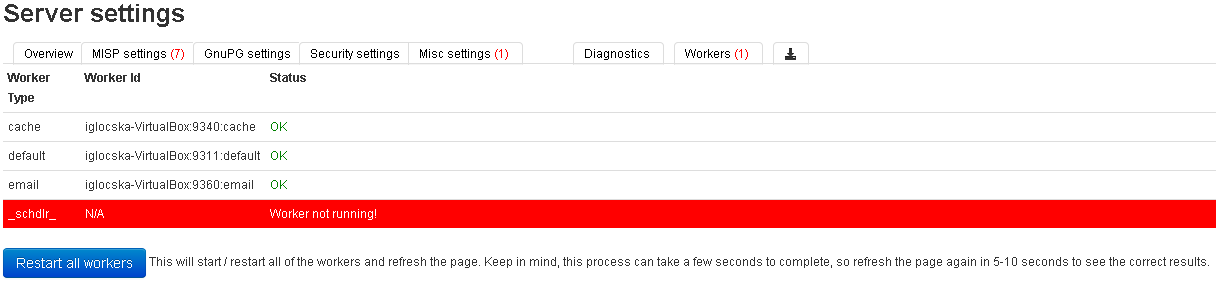 Server settings
Overview MISP settings (7) GnuPG settings Security settings Misc settings (1) Diagnostics Workers (1)
Worker Type Worker Id Status
cache iglocska-VirtualBox:9340:cache OK
default iglocska-VirtualBox:9311:default OK
email iglocska-VirtualBox:9360:email OK
_schdlr_ N/A Worker not running!
Restart all workers This will start / restart all of the workers and refresh the page. Keep in mind, this process can take a few seconds to complete, so refresh the page again in 5-10 seconds to see the correct results.